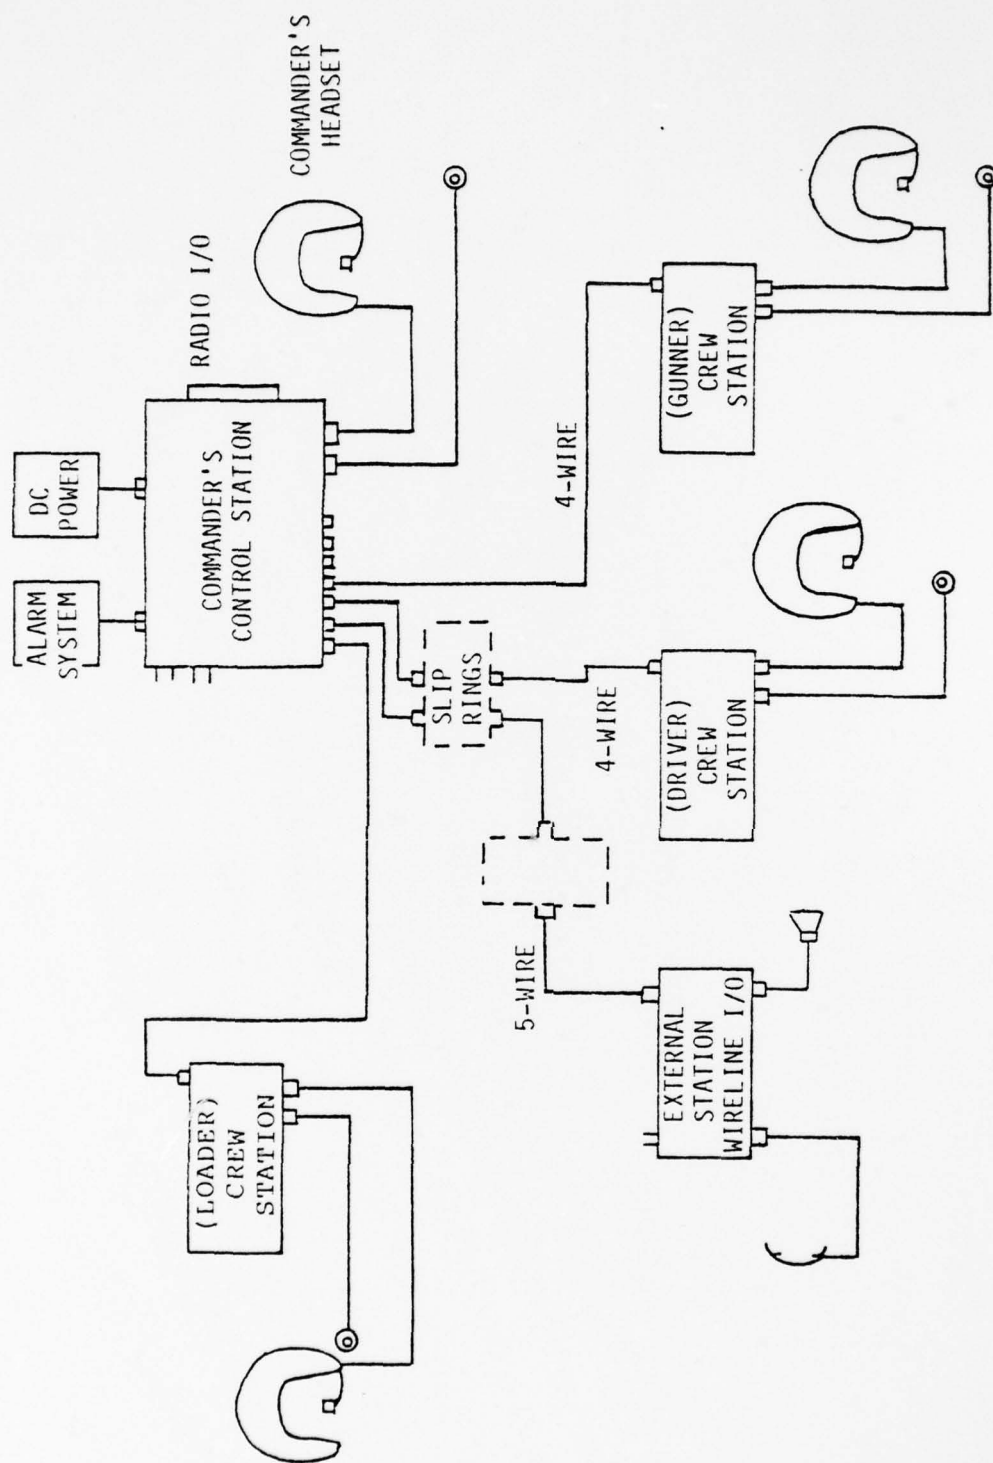 ALARM
SYSTEM
DC
POWER
COMMANDER'S
CONTROL STATION
RADIO I/O
COMMANDER'S
HEADSET
(LOADER)
CREW
STATION
SLIP
RINGS
5-WIRE
4-WIRE
4-WIRE
EXTERNAL
STATION
WIRELINE I/O
(DRIVER)
CREW
STATION
(GUNNER)
CREW
STATION